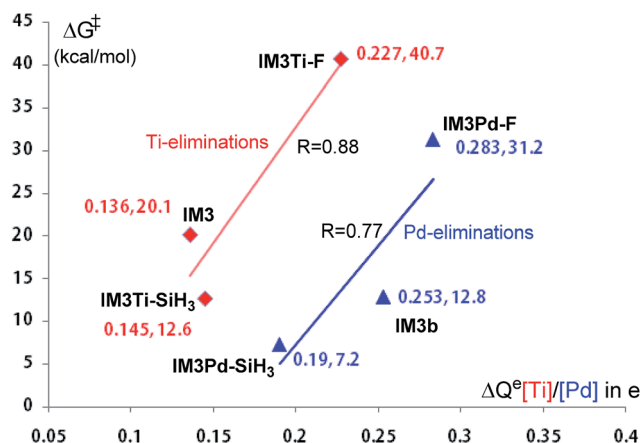 45
ΔG‡
40
(kcal/mol)
IM3Ti-F
0.227,40.7
35
IM3Pd-F
30
Ti-eliminations
R=0.88
0.283,31.2
25
0.136,20.1
IM3
20
R=0.77
Pd-eliminations
15
IM3Ti-SiH₃
0.253,12.8
10
0.145,12.6
IM3b
IM3Pd-SiH₃
0.19,7.2
5
ΔQᵉ[Ti]/[Pd] in e
0
0.05 0.1 0.15 0.2 0.25 0.3 0.35 0.4